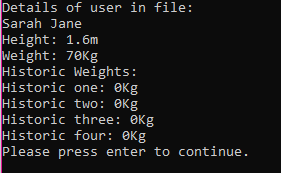 Details of user in file:
Sarah Jane
Height: 1.6m
Weight: 70Kg
Historic Weights:
Historic one: 0Kg
Historic two: 0Kg
Historic three: 0Kg
Historic four: 0Kg
Please press enter to continue.